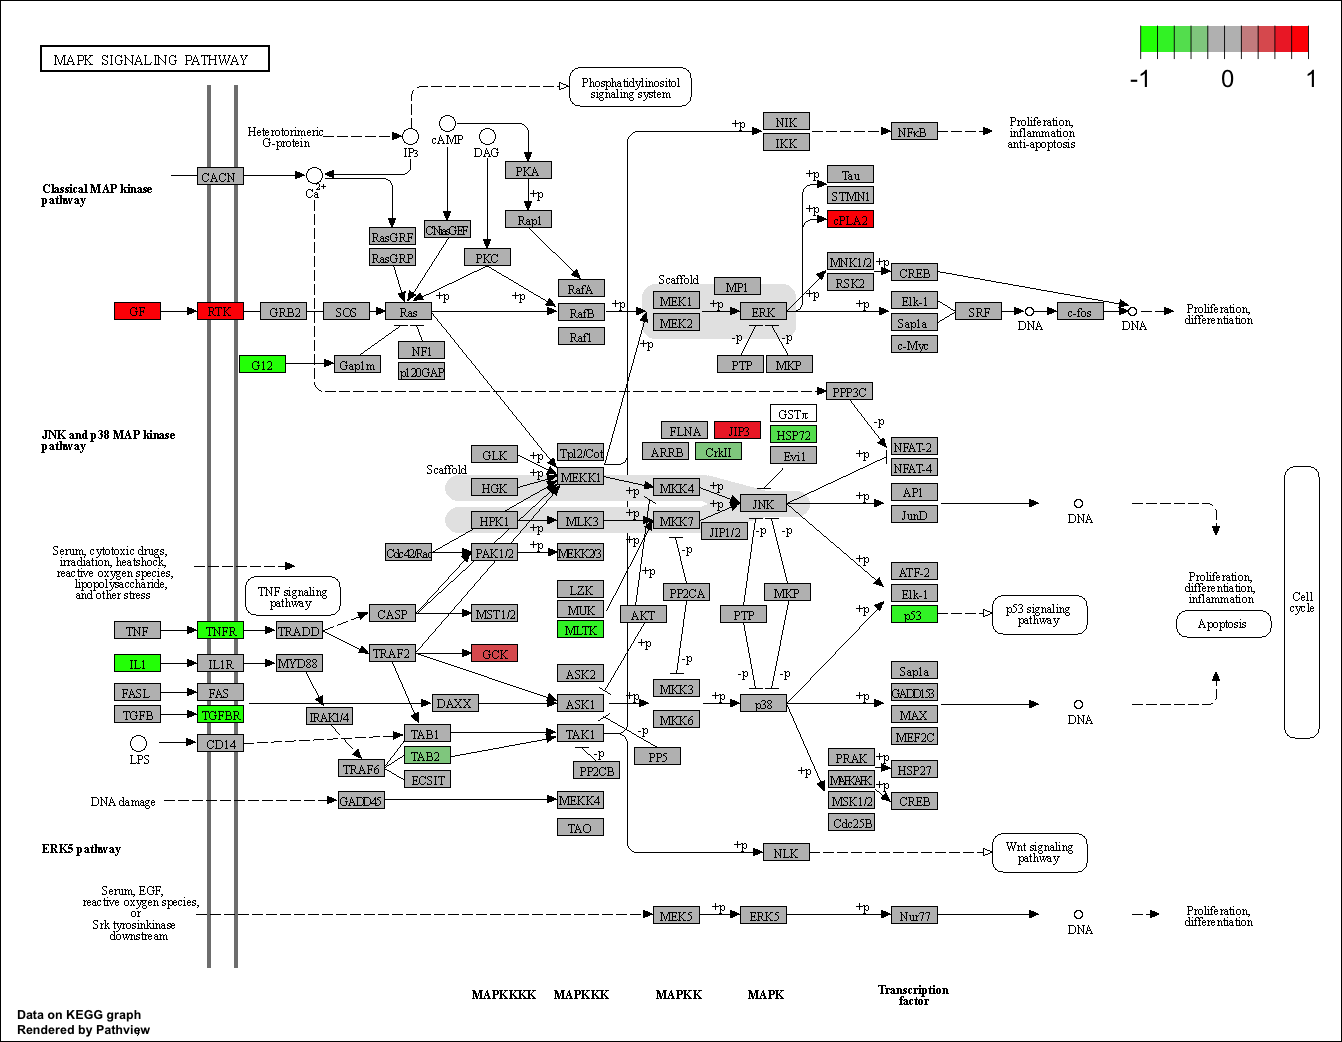 MAPK SIGNALING PATHWAY
-1 0 1
Phosphatidylinositol
signaling system
Heterotorimeric
G-protein
IP3
cAMP
DAG
+p
NIK
IKK
NFκB
Proliferation,
inflammation
anti-apoptosis
CACN
Ca2+
PKA
+p
Rap1
Classical MAP kinase
pathway
+p
Tau
STMN1
+p
cPLA2
RasGRF
RasGRP
PKC
MNK1/2
RSK2
+p
+p
CREB
Scaffold
MP1
RafA
RafB
Raf1
MEK1
MEK2
+p
ERK
+p
+p
Elk-1
Sap1a
c-Myc
SRF
DNA
c-fos
DNA
Proliferation,
differentiation
GF
RTK
GRB2
SOS
Ras
+p
+p
+p
+p
G12
Gap1m
NF1
p120GAP
-p
-p
PTP
MKP
PPP3C
-p
JNK and p38 MAP kinase
pathway
GSTπ
FLNA
JIP3
HSP72
ARRB
CrkII
Evi1
NFAT-2
NFAT-4
GLK
+p
Tpl2/Cot
Scaffold
HGK
+p
MEKK1
+p
+p
MKK4
+p
JNK
+p
AP1
JunD
DNA
HPK1
+p
MLK3
+p
MKK7
+p
JIP1/2
+p
Cdc42/Rac
PAK1/2
+p
MEKK2/3
-p
-p
-p
+p
Serum, cytotoxic drugs,
irradiation, heatshock,
reactive oxygen species,
lipopolysaccharide,
and other stress
TNF signaling
pathway
LZK
MUK
MLTK
+p
AKT
PP2CA
MKP
PTP
ATF-2
Elk-1
p53
+p
p53 signaling
pathway
Proliferation,
differentiation,
inflammation
Apoptosis
Cell
cycle
CASP
MST1/2
TNF
TNFR
TRADD
TRAF2
GCK
+p
IL1
IL1R
MYD88
ASK2
-p
-p
-p
FASL
FAS
DAXX
ASK1
+p
MKK3
MKK6
+p
p38
+p
Sap1a
GADD153
MAX
MEF2C
DNA
TGFB
TGFBR
IRAK1/4
LPS
CD14
TAB1
TAK1
-p
-p
PP5
TAB2
TRAF6
ECSIT
PP2CB
+p
PRAK
+p
HSP27
MSK1/2
+p
CREB
Cdc25B
DNA damage
GADD45
MEKK4
TAO
ERK5 pathway
+p
NLK
Wnt signaling
pathway
Serum, EGF,
reactive oxygen species,
or
Srk tyrosinkinase
downstream
MEK5
+p
ERK5
+p
Nur77
DNA
Proliferation,
differentiation
MAPKKKK
MAPKKK
MAPKK
MAPK
Transcription
factor
Data on KEGG graph
Rendered by Pathview